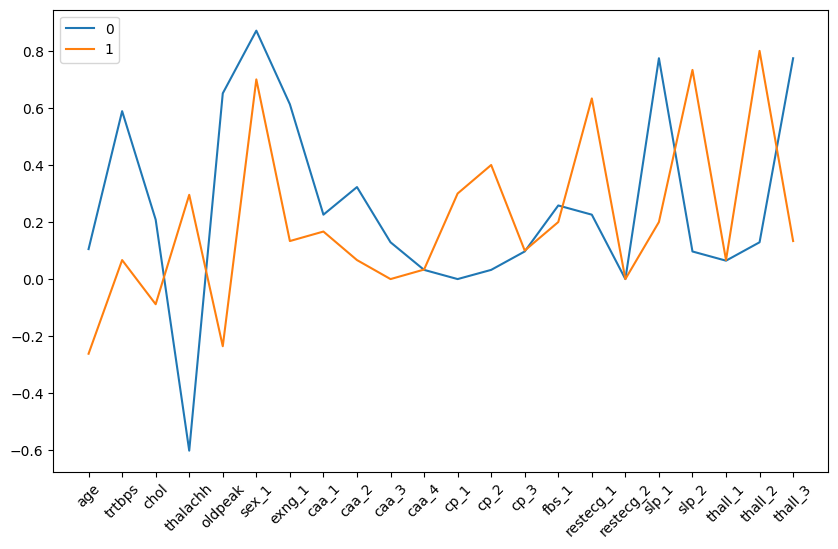 0
1
0.8
0.6
0.4
0.2
0.0
−0.2
−0.4
−0.6
age
trtbps
chol
thalachh
oldpeak
sex_1
exng_1
caa_1
caa_2
caa_3
caa_4
cp_1
cp_2
cp_3
fbs_1
restecg_1
restecg_2
slp_1
slp_2
thall_1
thall_2
thall_3